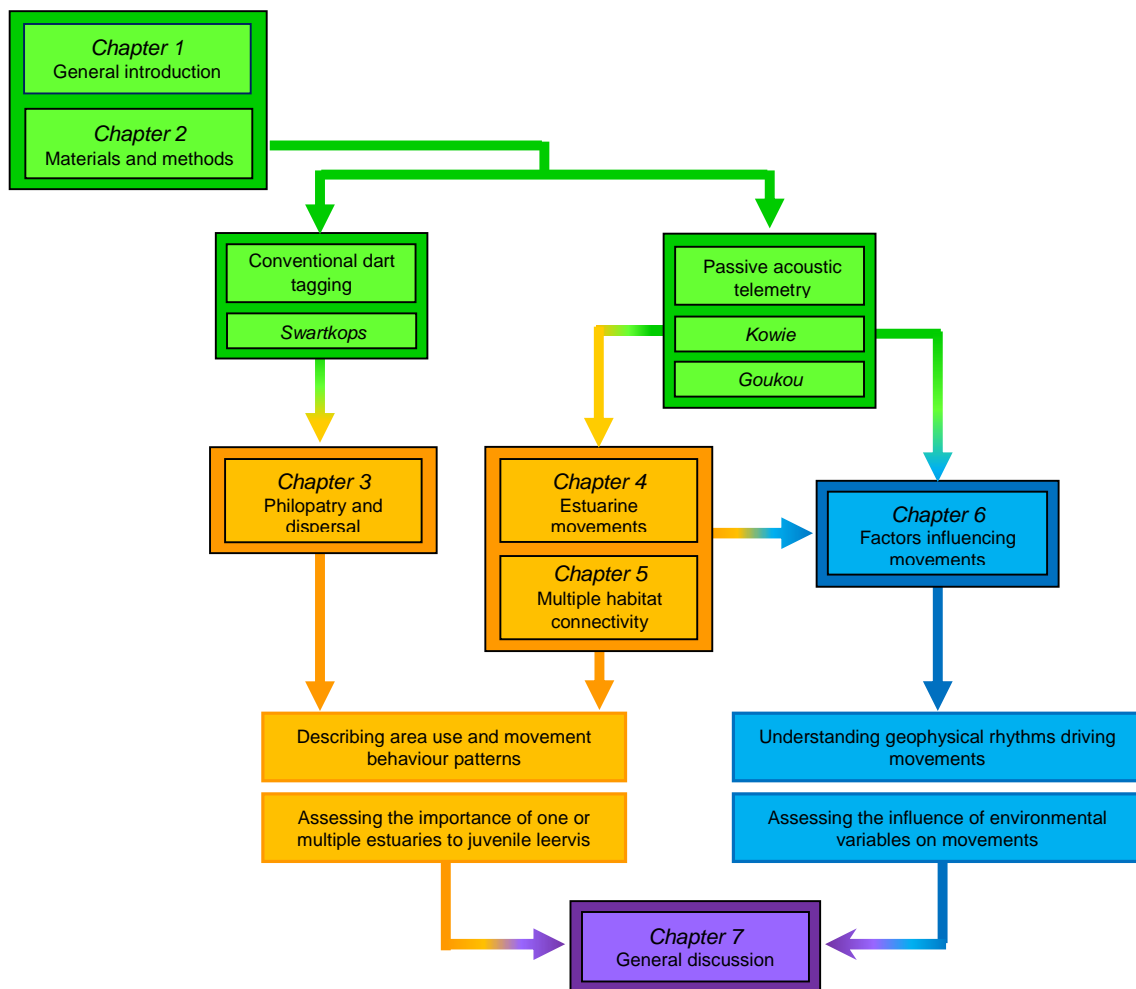 Chapter 1
General introduction
Chapter 2
Materials and methods
Conventional dart
tagging
Swartkops
Passive acoustic
telemetry
Kowie
Goukou
Chapter 3
Philopatry and
dispersal
Chapter 4
Estuarine
movements
Chapter 5
Multiple habitat
connectivity
Chapter 6
Factors influencing
movements
Describing area use and movement
behaviour patterns
Assessing the importance of one or
multiple estuaries to juvenile leervis
Understanding geophysical rhythms driving
movements
Assessing the influence of environmental
variables on movements
Chapter 7
General discussion